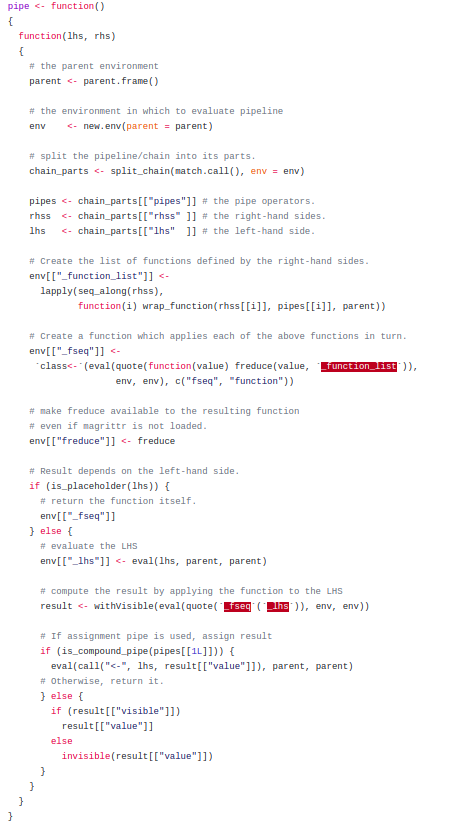 pipe <- function()
{
  function(lhs, rhs)
  {
    # the parent environment
    parent <- parent.frame()

    # the environment in which to evaluate pipeline
    env    <- new.env(parent = parent)

    # split the pipeline/chain into its parts.
    chain_parts <- split_chain(match.call(), env = env)

    pipes <- chain_parts[["pipes"]] # the pipe operators.
    rhss  <- chain_parts[["rhss" ]] # the right-hand sides.
    lhs   <- chain_parts[["lhs"  ]] # the left-hand side.

    # Create the list of functions defined by the right-hand sides.
    env[["_function_list"]] <-
      lapply(seq_along(rhss),
             function(i) wrap_function(rhss[[i]], pipes[[i]], parent))

    # Create a function which applies each of the above functions in turn.
    env[["_fseq"]] <-
     `class<-`(eval(quote(function(value) freduce(value, `_function_list`)),
                    env, env), c("fseq", "function"))

    # make freduce available to the resulting function
    # even if magrittr is not loaded.
    env[["freduce"]] <- freduce

    # Result depends on the left-hand side.
    if (is_placeholder(lhs)) {
      # return the function itself.
      env[["_fseq"]]
    } else {
      # evaluate the LHS
      env[["_lhs"]] <- eval(lhs, parent, parent)

      # compute the result by applying the function to the LHS
      result <- withVisible(eval(quote(`_fseq`(`_lhs`)), env, env))

      # If assignment pipe is used, assign result
      if (is_compound_pipe(pipes[[1L]])) {
        eval(call("<-", lhs, result[["value"]]), parent, parent)
      # Otherwise, return it.
      } else {
        if (result[["visible"]])
          result[["value"]]
        else
          invisible(result[["value"]])
      }
    }
  }
}